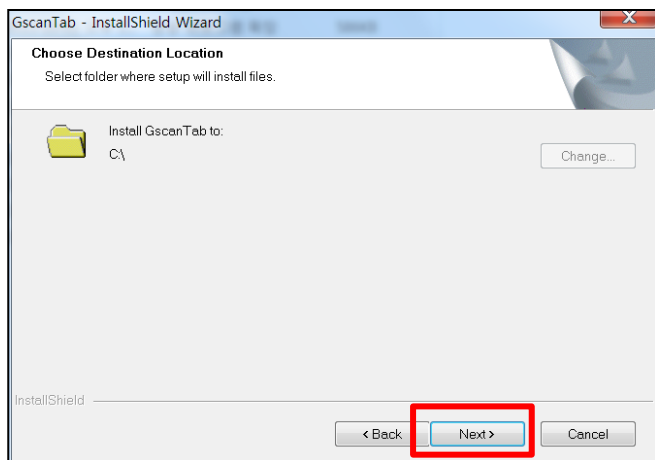 GscanTab - InstallShield Wizard
X
Choose Destination Location
Select folder where setup will install files.
Install GscanTab to:
C:\
Change...
InstallShield
< Back
Next >
Cancel